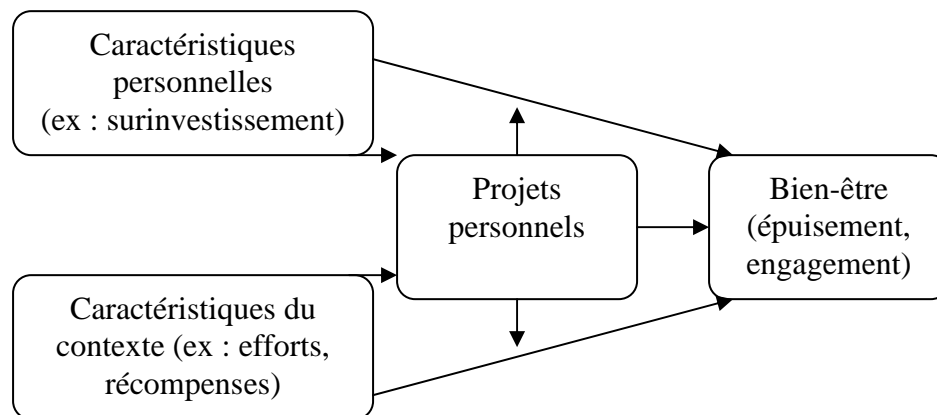 Caractéristiques
personnelles
(ex : surinvestissement)
Projets
personnels
Bien-être
(épuisement,
engagement)
Caractéristiques du
contexte (ex : efforts,
récompenses)